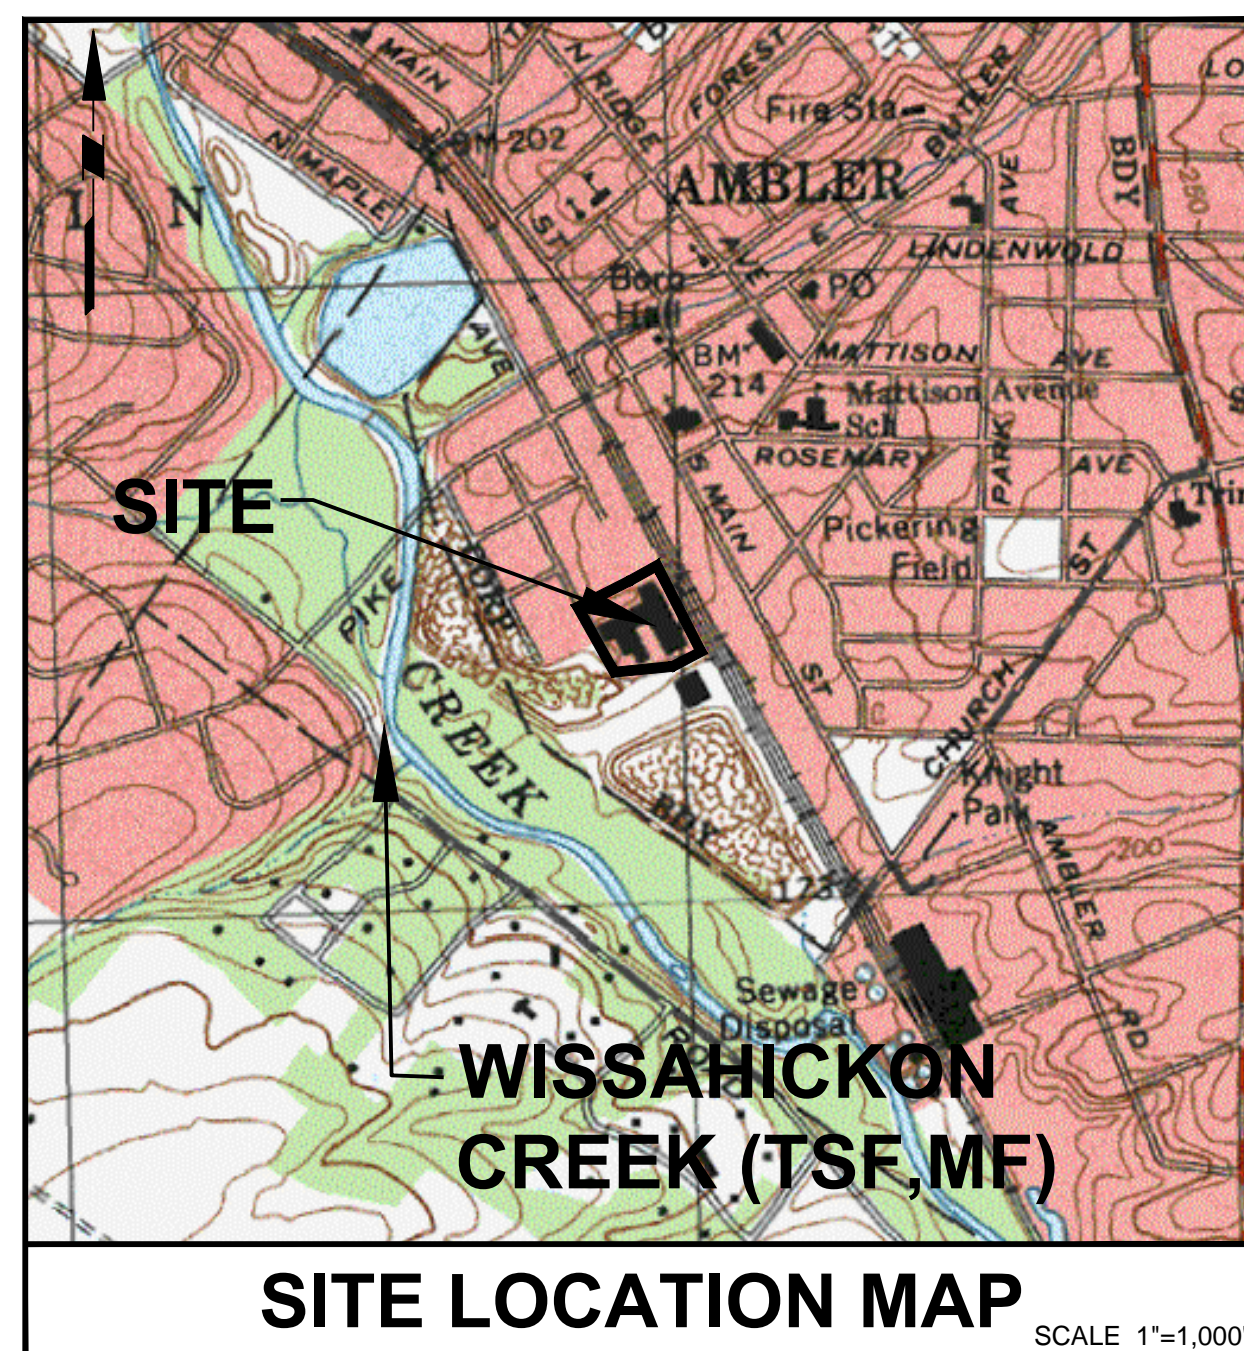 MAIN
N RIDGE
FOREST
Fire Sta
BUTLER
BDY
BM 202
N MAPLE
AMBLER
AVE
250
I N
ST
AVE
E
LINDENWOLD
Boro
Hall
PO
AVE
BM
214
MATTISON AVE
Mattison Avenue
Sch
ROSEMARY AVE
PARK
SITE
S MAIN
Pickering
Field
ST
PIKE
BORO
CREEK
ST
CHURCH
Knight
Park
BDY
AMBLER
200
173
Sewage
Disposal
RD
WISSAHICKON
CREEK (TSF,MF)
SITE LOCATION MAP
SCALE 1"=1,000'